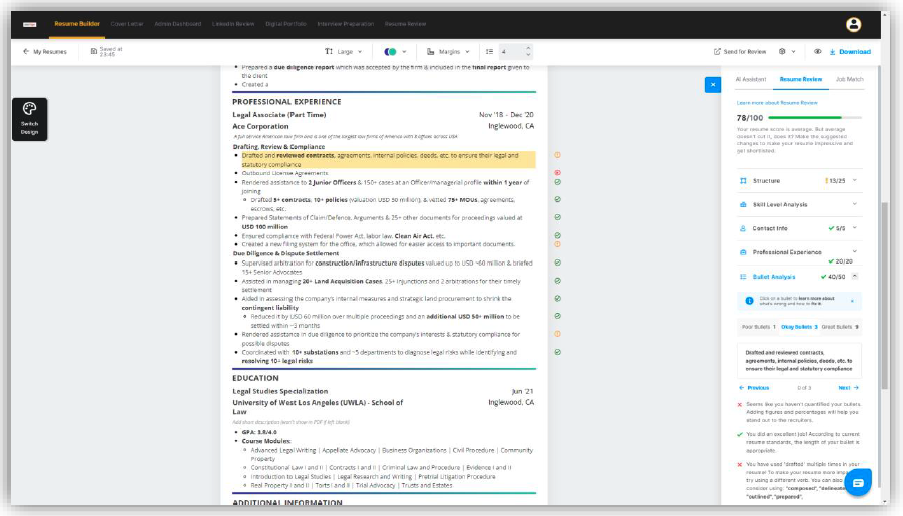 Resume Builder Cover Letter Admin Dashboard LinkedIn Review Digital Portfolio Interview Preparation Resume Review
My Resumes
Saved at
23:45
Large
Margins
4
Send for Review
Download
Switch
Design
Prepared a due diligence report which was accepted by the firm & included in the final report given to
the client
Created a
PROFESSIONAL EXPERIENCE
Legal Associate (Part Time) Nov '18 - Dec '20
Ace Corporation Inglewood, CA
A full service American law firm and is one of the largest law firms of America with 8 offices across USA
Drafting, Review & Compliance
Drafted and reviewed contracts, agreements, internal policies, deeds, etc. to ensure their legal and
statutory compliance
Outbound License Agreements
Rendered assistance to 2 Junior Officers & 150+ cases at an Officer/managerial profile within 1 year of
joining
Drafted 5+ contracts, 10+ policies (valuation USD 50 million), & vetted 75+ MOUs, agreements,
escrows, etc.
Prepared Statements of Claim/Defence, Arguments & 25+ other documents for proceedings valued at
USD 100 million
Ensured compliance with Federal Power Act, labor law, Clean Air Act, etc.
Created a new filing system for the office, which allowed for easier access to important documents.
Due Diligence & Dispute Settlement
Supervised arbitration for construction/infrastructure disputes valued up to USD ~60 million & briefed
15+ Senior Advocates
Assisted in managing 20+ Land Acquisition Cases, 25+ injunctions and 2 arbitrations for their timely
settlement
Aided in assessing the company's internal measures and strategic land procurement to shrink the
contingent liability
Reduced it by USD 60 million over multiple proceedings and an additional USD 50+ million to be
settled within ~3 months
Rendered assistance in due diligence to prioritize the company's interests & statutory compliance for
possible disputes
Coordinated with 10+ substations and ~5 departments to diagnose legal risks while identifying and
resolving 10+ legal risks
EDUCATION
Legal Studies Specialization Jun '21
University of West Los Angeles (UWLA) - School of Inglewood, CA
Law
Add short description (won't show in PDF if left blank)
GPA: 3.8/4.0
Course Modules:
Advanced Legal Writing | Appellate Advocacy | Business Organizations | Civil Procedure | Community
Property
Constitutional Law I and II | Contracts I and II | Criminal Law and Procedure | Evidence I and II
Introduction to Legal Studies | Legal Research and Writing | Pretrial Litigation Procedure
Real Property I and II | Torts I and II | Trial Advocacy | Trusts and Estates
ADDITIONAL INFORMATION
AI Assistant Resume Review Job Match
Learn more about Resume Review
78/100
Your resume score is average. But average
doesn't cut it, does it? Make the suggested
changes to make your resume impressive and
get shortlisted.
Structure 13/25
Skill Level Analysis
Contact Info 5/5
Professional Experience
20/20
Bullet Analysis 40/50
Click on a bullet to learn more about
what's wrong and how to fix it.
Poor Bullets 1 Okay Bullets 3 Great Bullets 9
Drafted and reviewed contracts,
agreements, internal policies, deeds, etc. to
ensure their legal and statutory compliance
Previous 0 of 3 Next
Seems like you haven't quantified your bullets.
Adding figures and percentages will help you
stand out to the recruiters.
You did an excellent job! According to current
resume standards, the length of your bullet is
appropriate.
You have used "drafted" multiple times in your
resume! To make your resume more
try using a different verb. You can also
consider using: "composed",
"outlined", "prepared",